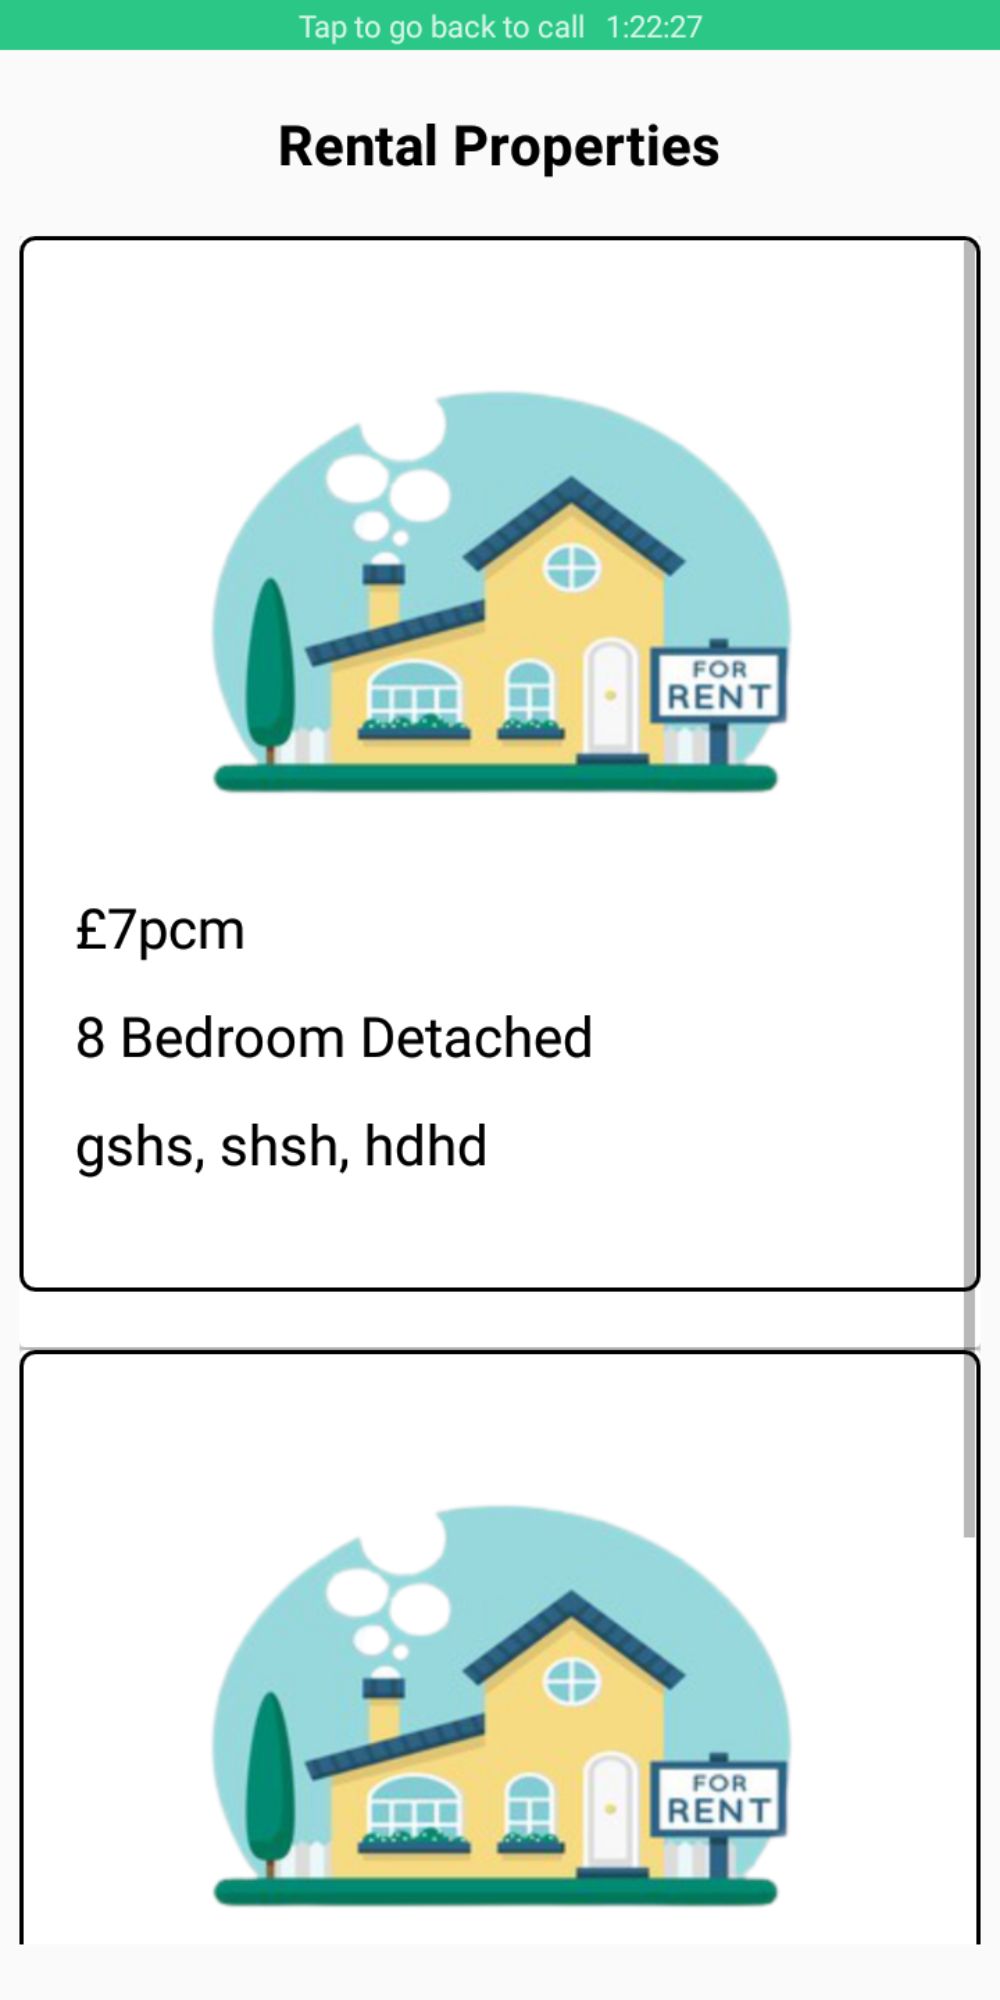 Tap to go back to call 1:22:27
Rental Properties
FOR
RENT
£7pcm
8 Bedroom Detached
gshs, shsh, hdhd
FOR
RENT